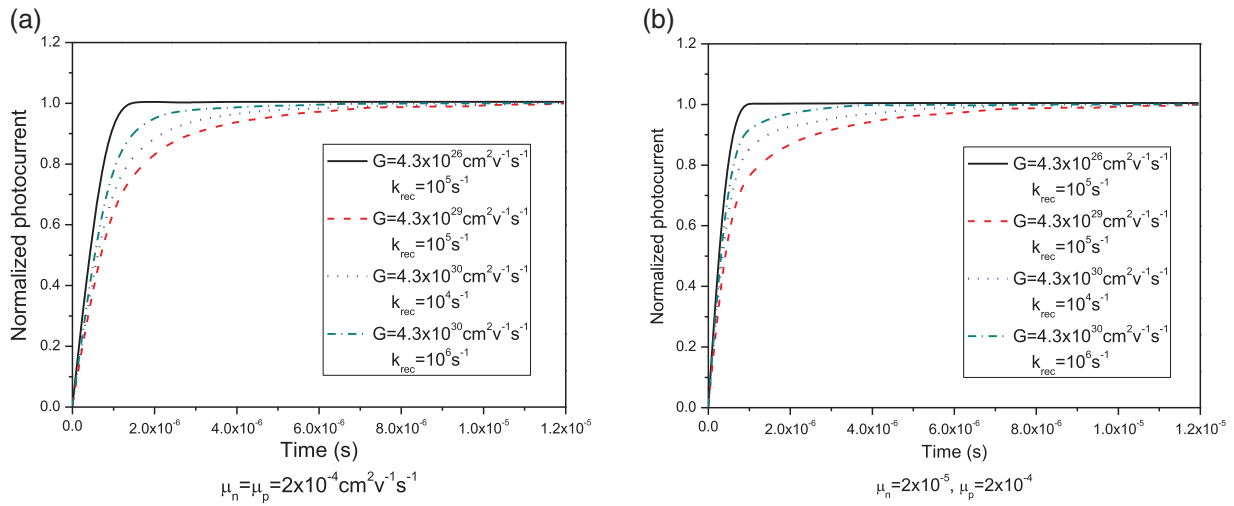 (a)
1.2
1.0
0.8
0.6
0.4
0.2
0.0
Normalized photocurrent
G=4.3x10²⁶cm²v⁻¹s⁻¹
k_rec=10⁵s⁻¹
G=4.3x10²⁹cm²v⁻¹s⁻¹
k_rec=10⁵s⁻¹
G=4.3x10³⁰cm²v⁻¹s⁻¹
k_rec=10⁴s⁻¹
G=4.3x10³⁰cm²v⁻¹s⁻¹
k_rec=10⁶s⁻¹
0.0 2.0x10⁻⁶ 4.0x10⁻⁶ 6.0x10⁻⁶ 8.0x10⁻⁶ 1.0x10⁻⁵ 1.2x10⁻⁵
Time (s)
μₙ=μₚ=2x10⁻⁴cm²v⁻¹s⁻¹
(b)
1.2
1.0
0.8
0.6
0.4
0.2
0.0
Normalized photocurrent
G=4.3x10²⁶cm²v⁻¹s⁻¹
k_rec=10⁵s⁻¹
G=4.3x10²⁹cm²v⁻¹s⁻¹
k_rec=10⁵s⁻¹
G=4.3x10³⁰cm²v⁻¹s⁻¹
k_rec=10⁴s⁻¹
G=4.3x10³⁰cm²v⁻¹s⁻¹
k_rec=10⁶s⁻¹
0.0 2.0x10⁻⁶ 4.0x10⁻⁶ 6.0x10⁻⁶ 8.0x10⁻⁶ 1.0x10⁻⁵ 1.2x10⁻⁵
Time (s)
μₙ=2x10⁻⁵, μₚ=2x10⁻⁴